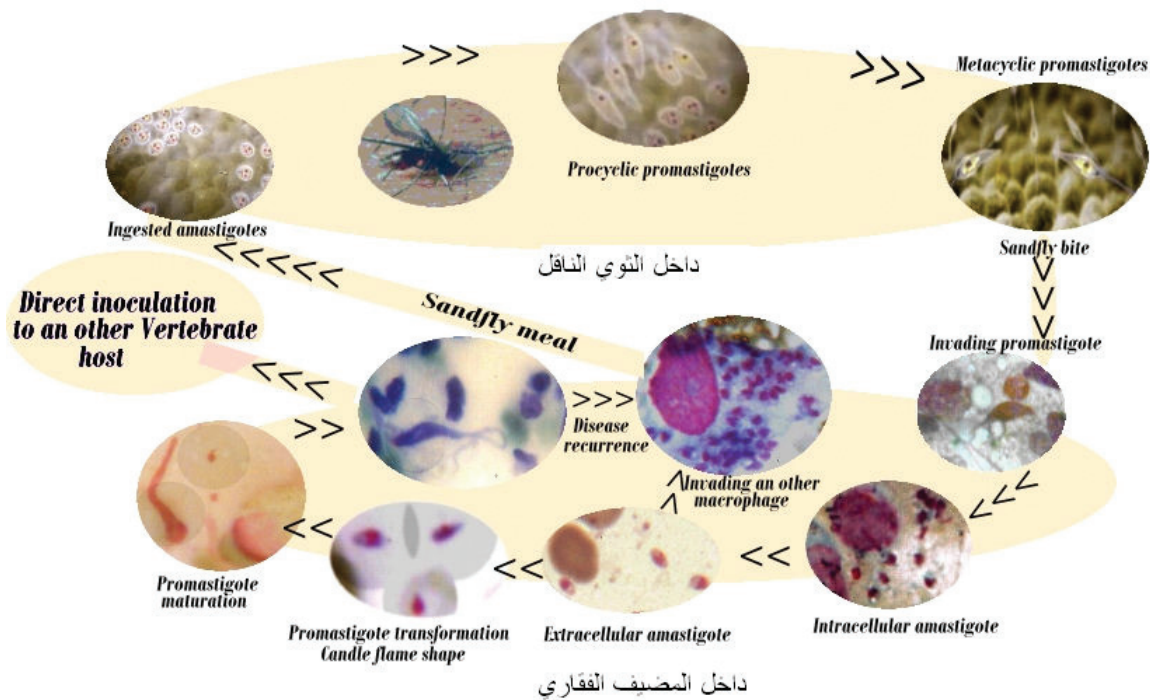 Metacyclic promastigotes
Procyclic promastigotes
Ingested amastigotes
Sandfly bite
داخل الثوي الناقل
Direct inoculation
to an other Vertebrate
host
Sandfly meal
Invading promastigote
Disease
recurrence
Invading an other
macrophage
Promastigote
maturation
Promastigote transformation
Candle flame shape
Extracellular amastigote
Intracellular amastigote
داخل المضيف الفقاري